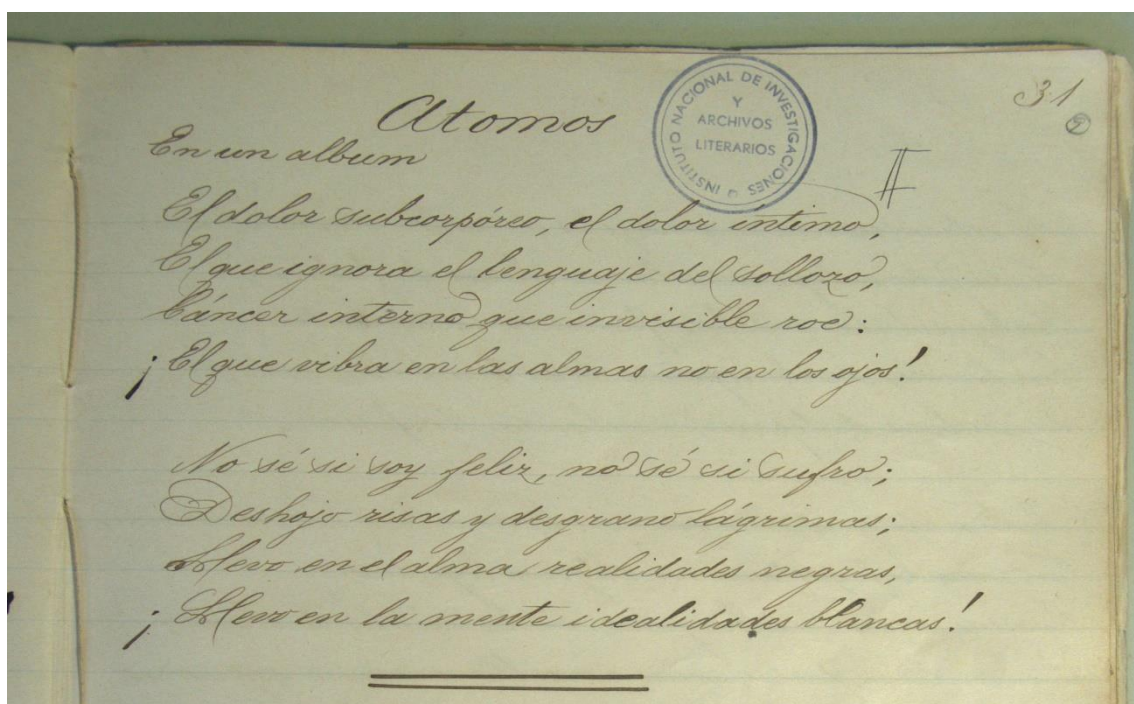 Atomos
31
2
En un album
INSTITUTO NACIONAL DE INVESTIGACIONES
Y
ARCHIVOS
LITERARIOS
II
El dolor subcorpóreo, el dolor íntimo,
El que ignora el lenguaje del sollozo,
Cáncer interno que invisible roe:
¡El que vibra en las almas no en los ojos!
No sé si soy feliz, no sé si sufro;
Deshojo risas y desgrano lágrimas;
Llevo en el alma realidades negras,
¡Llevo en la mente idealidades blancas!